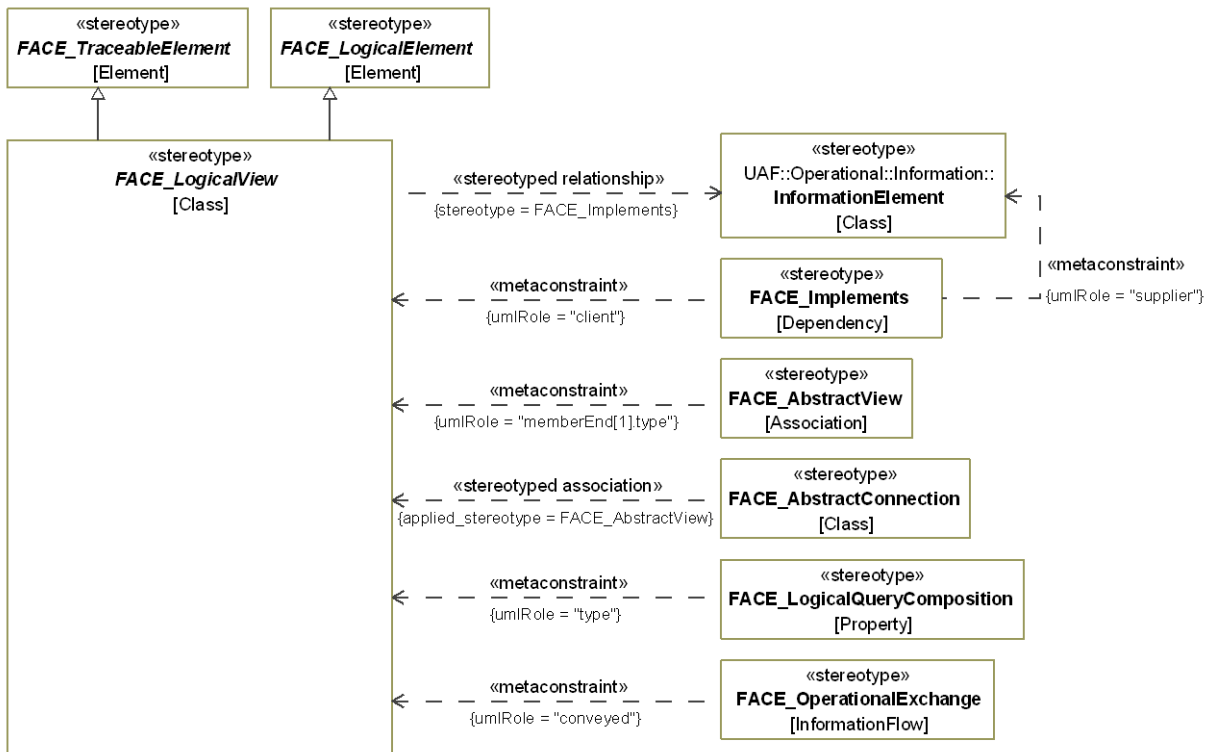 «stereotype»
FACE_TraceableElement
[Element]
«stereotype»
FACE_LogicalElement
[Element]
«stereotype»
FACE_LogicalView
[Class]
«stereotyped relationship»
{stereotype = FACE_Implements}
«stereotype»
UAF::Operational::Information::
InformationElement
[Class]
«metaconstraint»
{umlRole = "supplier"}
«metaconstraint»
{umlRole = "client"}
«stereotype»
FACE_Implements
[Dependency]
«metaconstraint»
{umlRole = "memberEnd[1].type"}
«stereotype»
FACE_AbstractView
[Association]
«stereotyped association»
{applied_stereotype = FACE_AbstractView}
«stereotype»
FACE_AbstractConnection
[Class]
«metaconstraint»
{umlRole = "type"}
«stereotype»
FACE_LogicalQueryComposition
[Property]
«metaconstraint»
{umlRole = "conveyed"}
«stereotype»
FACE_OperationalExchange
[InformationFlow]